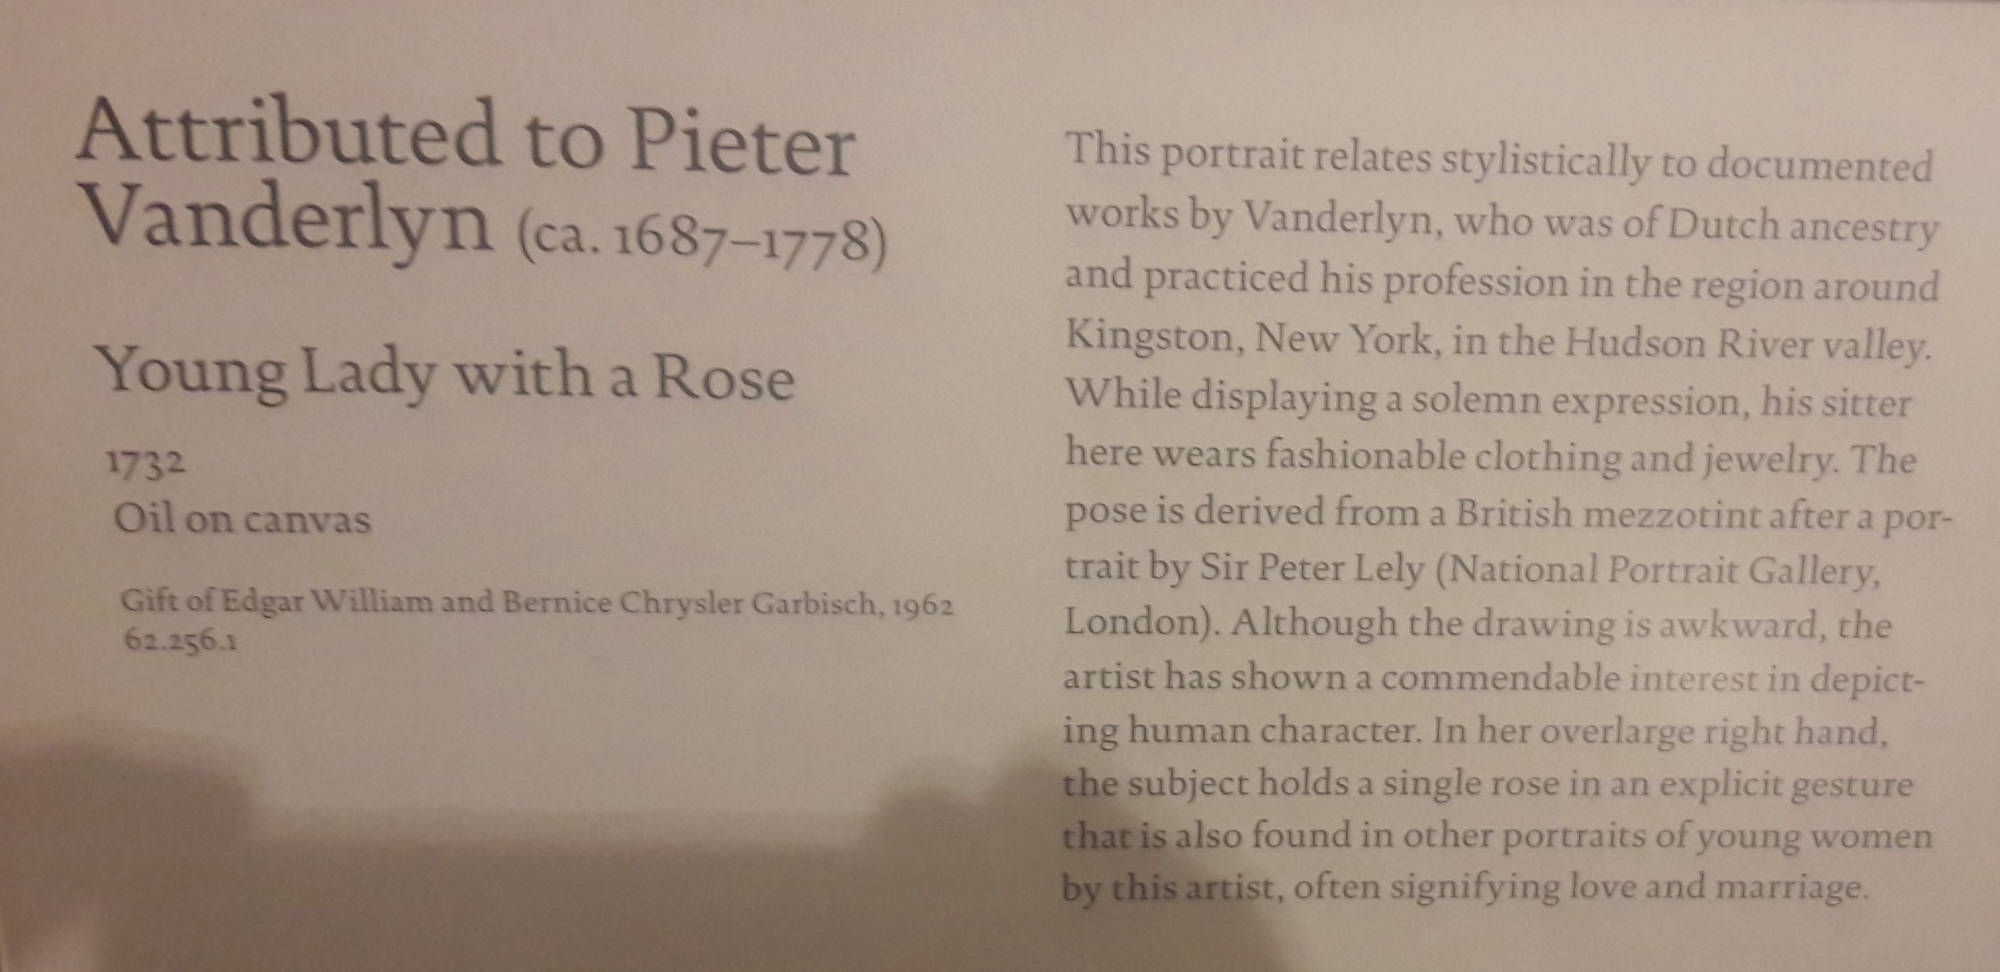 Attributed to Pieter
Vanderlyn (ca. 1687–1778)
Young Lady with a Rose
1732
Oil on canvas
Gift of Edgar William and Bernice Chrysler Garbisch, 1962
62.256.1
This portrait relates stylistically to documented
works by Vanderlyn, who was of Dutch ancestry
and practiced his profession in the region around
Kingston, New York, in the Hudson River valley.
While displaying a solemn expression, his sitter
here wears fashionable clothing and jewelry. The
pose is derived from a British mezzotint after a por-
trait by Sir Peter Lely (National Portrait Gallery,
London). Although the drawing is awkward, the
artist has shown a commendable interest in depict-
ing human character. In her overlarge right hand,
the subject holds a single rose in an explicit gesture
that is also found in other portraits of young women
by this artist, often signifying love and marriage.